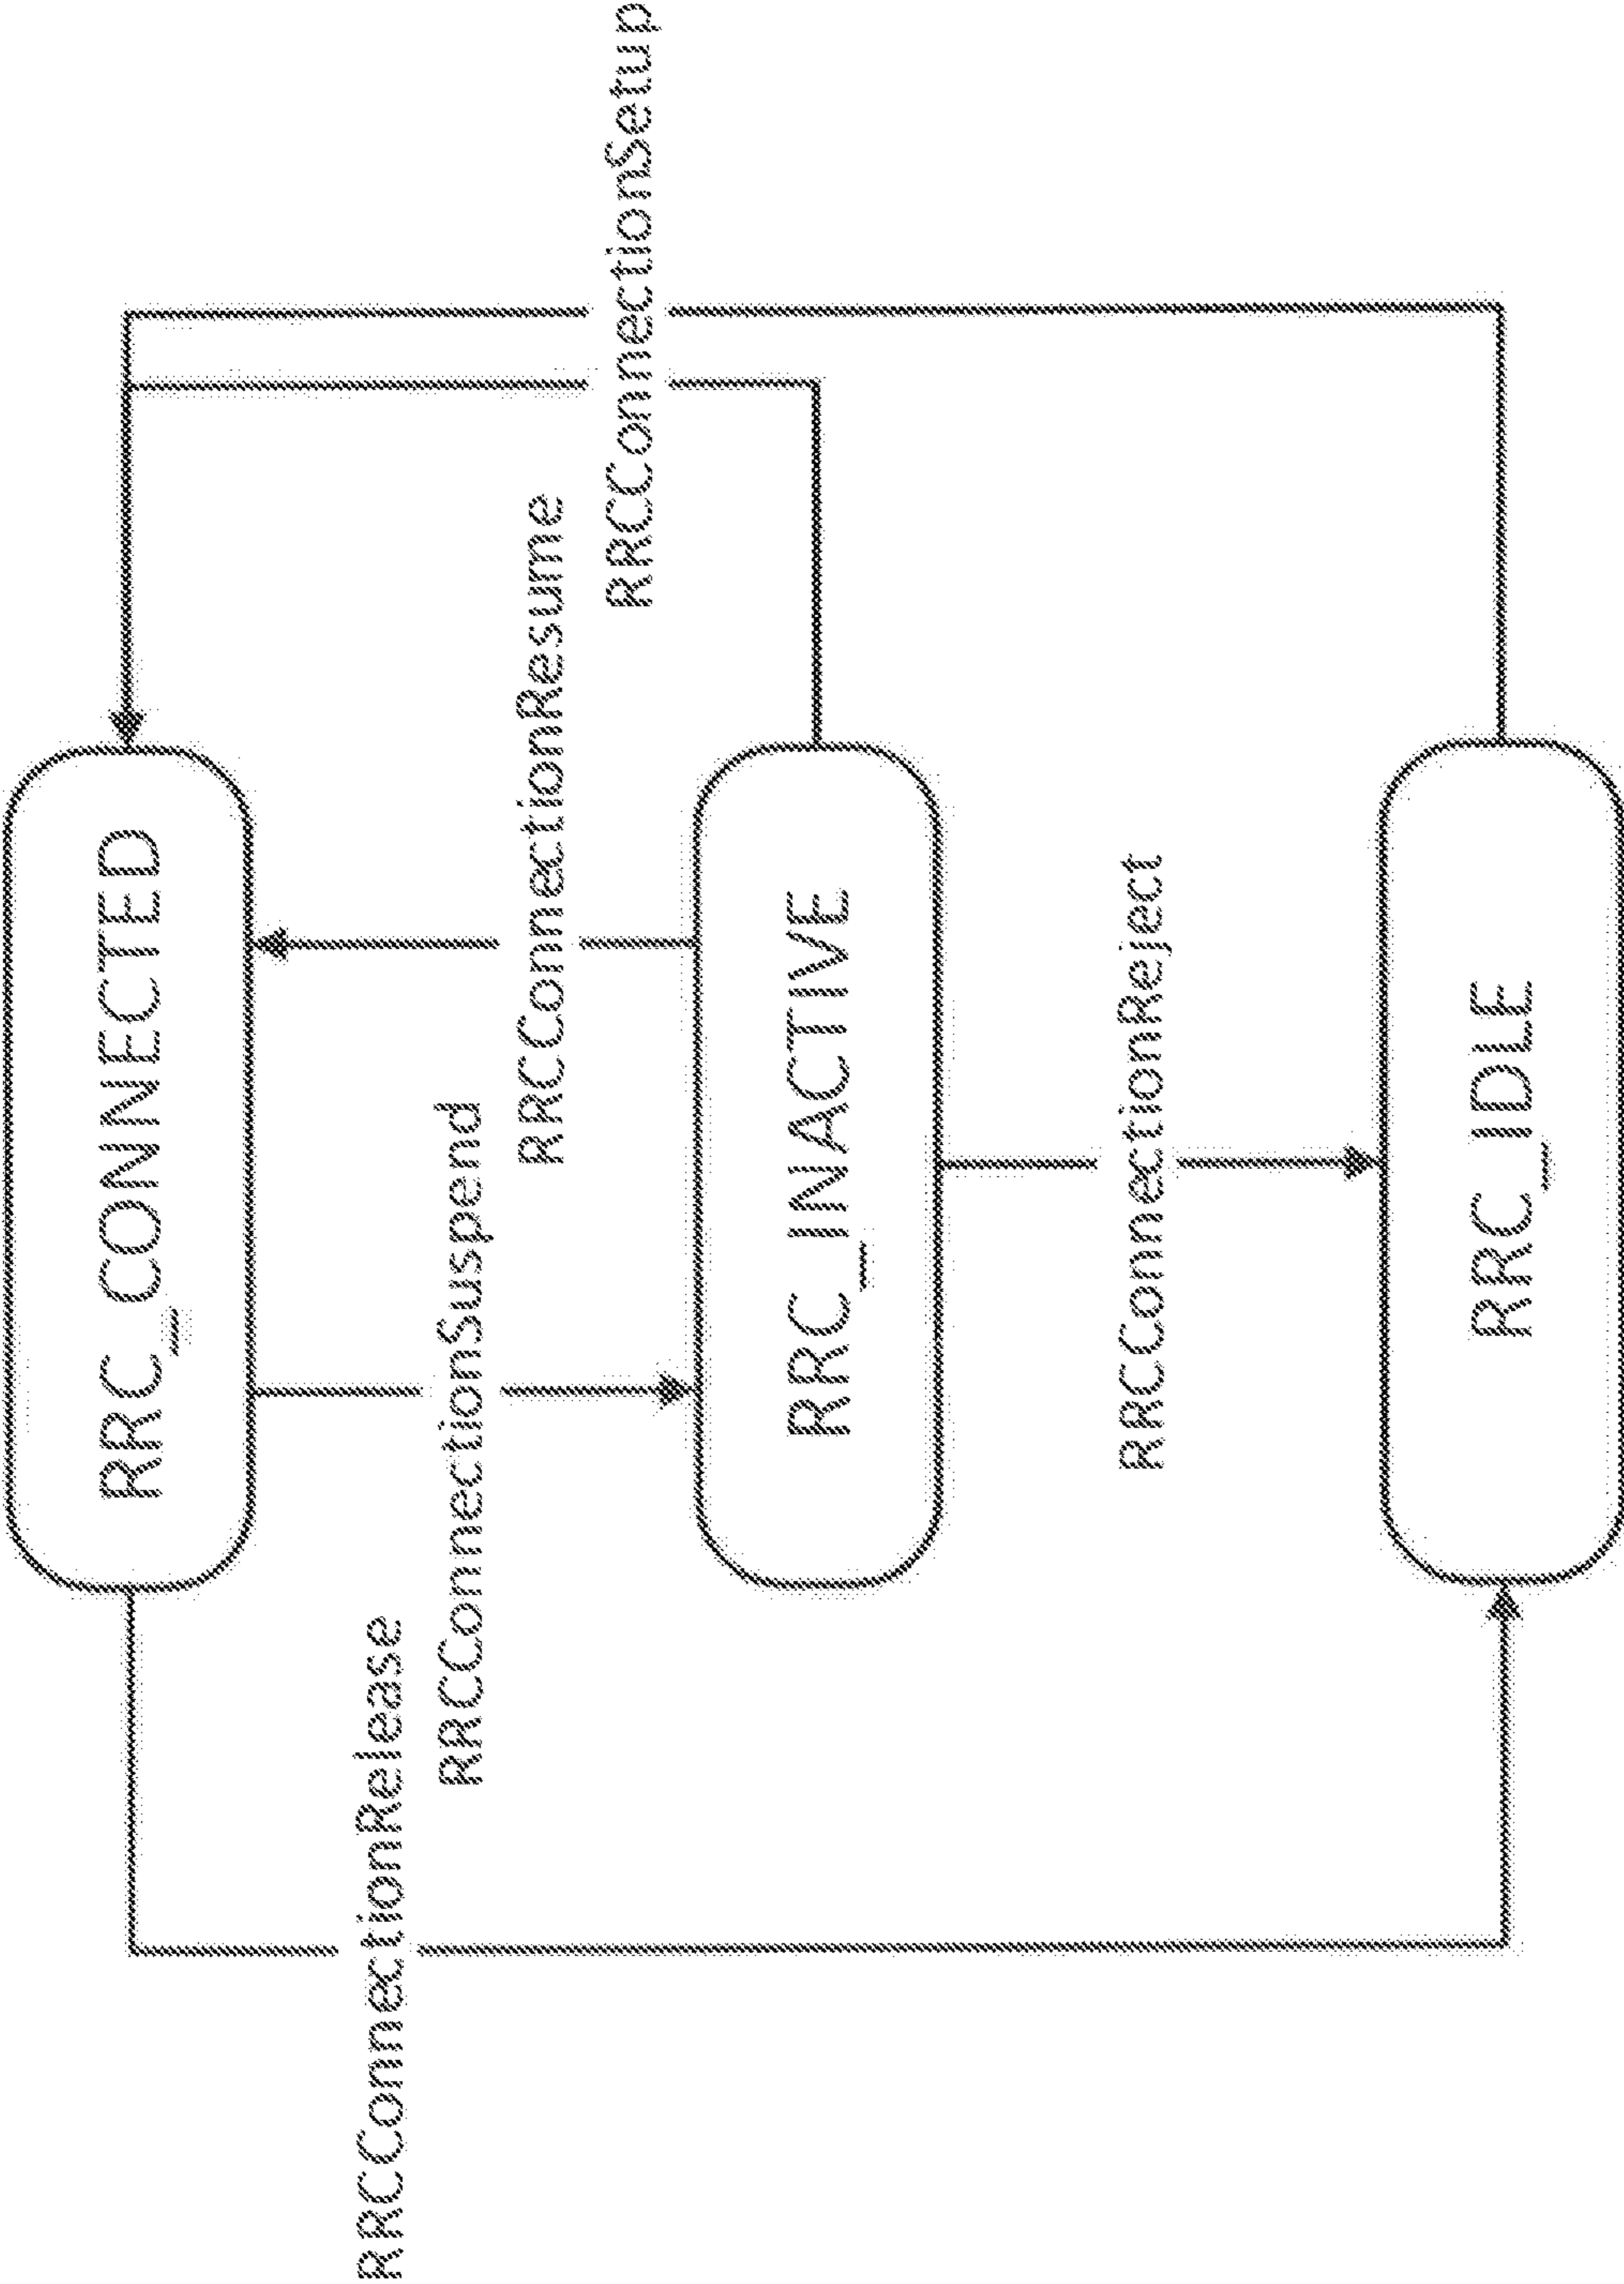 RRC_CONNECTED
RRCConnectionRelease
RRCConnectionSuspend
RRCConnectionResume
RRCConnectionSetup
RRC_INACTIVE
RRCConnectionReject
RRC_IDLE